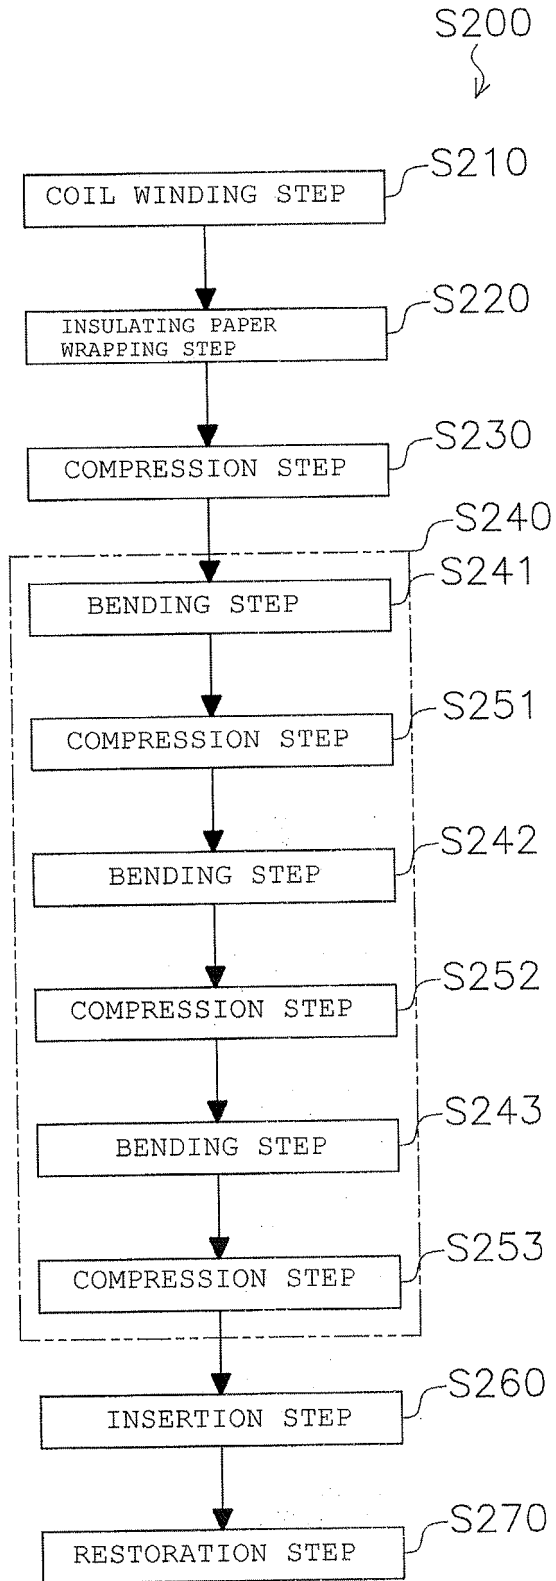 S200
S210
COIL WINDING STEP
S220
INSULATING PAPER
WRAPPING STEP
S230
COMPRESSION STEP
S240
S241
BENDING STEP
S251
COMPRESSION STEP
S242
BENDING STEP
S252
COMPRESSION STEP
S243
BENDING STEP
S253
COMPRESSION STEP
S260
INSERTION STEP
S270
RESTORATION STEP